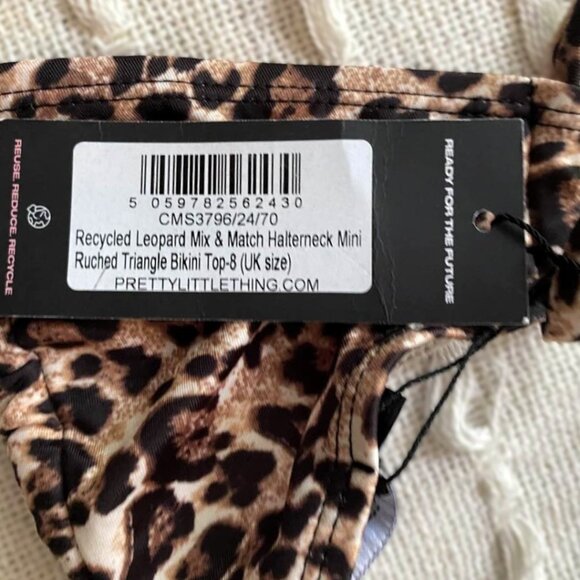 REUSE. REDUCE. RECYCLE
5 059782 562430
CMS3796/24/70
Recycled Leopard Mix & Match Halterneck Mini
Ruched Triangle Bikini Top-8 (UK size)
PRETTYLITTLETHING.COM
READY FOR THE FUTURE